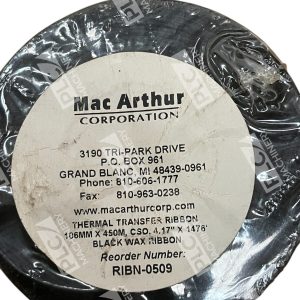 Mac Arthur
CORPORATION
3190 TRI-PARK DRIVE
P.O. BOX 961
GRAND BLANC, MI 48439-0961
Phone: 810-606-1777
Fax: 810-963-0238
www.macarthurcorp.com
THERMAL TRANSFER RIBBON
106MM X 450M, CSO, 4.17" X 1476'
BLACK WAX RIBBON
Reorder Number:
RIBN-0509